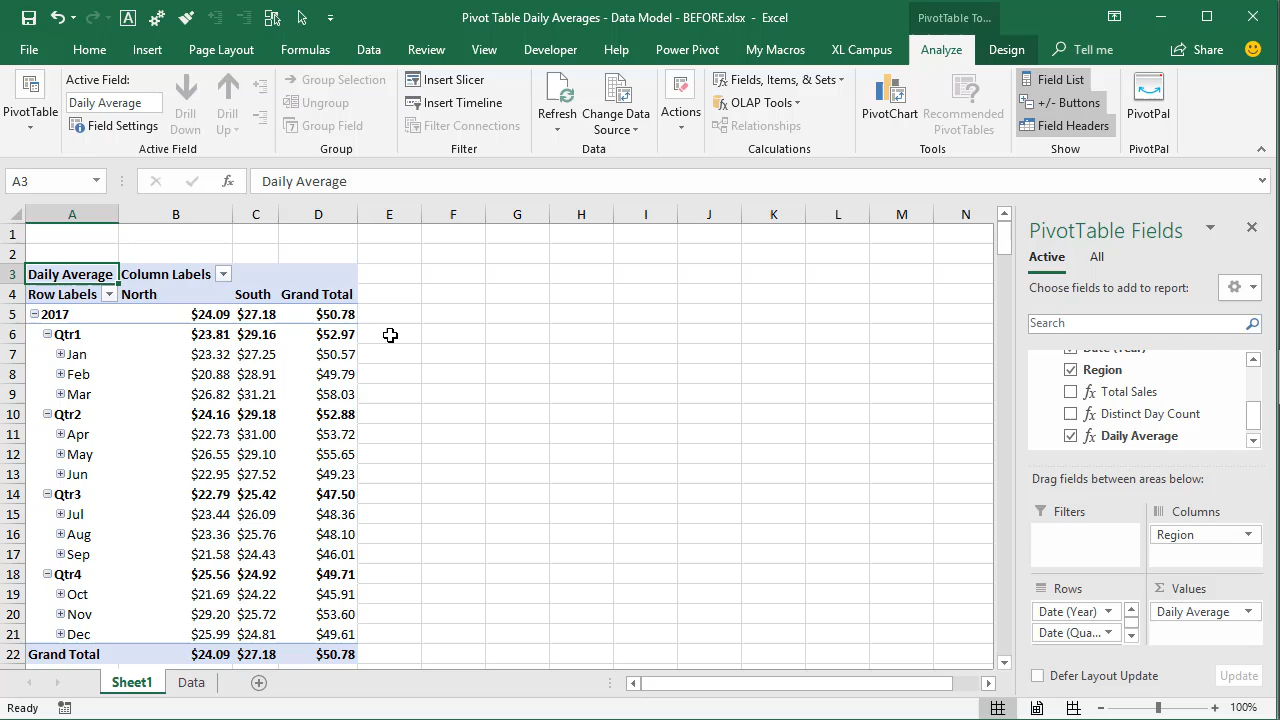 Pivot Table Daily Averages - Data Model - BEFORE.xlsx - Excel
PivotTable To...
File Home Insert Page Layout Formulas Data Review View Developer Help Power Pivot My Macros XL Campus Analyze Design Tell me Share
PivotTable
Active Field:
Daily Average
Field Settings
Drill Down
Drill Up
Active Field
Group Selection
Ungroup
Group Field
Group
Insert Slicer
Insert Timeline
Filter Connections
Filter
Refresh
Change Data Source
Data
Actions
Fields, Items, & Sets
OLAP Tools
Relationships
Calculations
PivotChart
Recommended PivotTables
Tools
Field List
+/- Buttons
Field Headers
Show
PivotPal
PivotPal
A3 fx Daily Average
A B C D E F G H I J K L M N
1
2
3 Daily Average Column Labels
4 Row Labels North South Grand Total
5 2017 $24.09 $27.18 $50.78
6 Qtr1 $23.81 $29.16 $52.97
7 Jan $23.32 $27.25 $50.57
8 Feb $20.88 $28.91 $49.79
9 Mar $26.82 $31.21 $58.03
10 Qtr2 $24.16 $29.18 $52.88
11 Apr $22.73 $31.00 $53.72
12 May $26.55 $29.10 $55.65
13 Jun $22.95 $27.52 $49.23
14 Qtr3 $22.79 $25.42 $47.50
15 Jul $23.44 $26.09 $48.36
16 Aug $23.36 $25.76 $48.10
17 Sep $21.58 $24.43 $46.01
18 Qtr4 $25.56 $24.92 $49.71
19 Oct $21.69 $24.22 $45.91
20 Nov $29.20 $25.72 $53.60
21 Dec $25.99 $24.81 $49.61
22 Grand Total $24.09 $27.18 $50.78
PivotTable Fields
Active All
Choose fields to add to report:
Search
Date (Year)
Region
fx Total Sales
fx Distinct Day Count
fx Daily Average
Drag fields between areas below:
Filters
Columns
Region
Rows
Date (Year)
Date (Qua...
Σ Values
Daily Average
Defer Layout Update Update
Sheet1 Data
Ready 100%